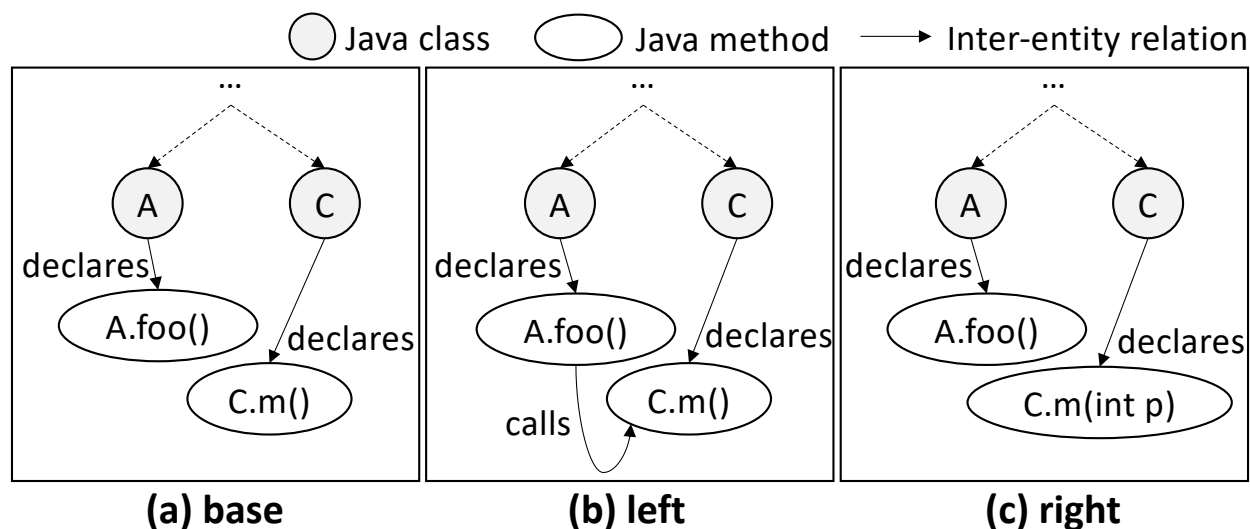 Java class Java method Inter-entity relation
... ... ...
A C A C A C
declares declares declares
A.foo() A.foo() A.foo()
declares declares declares
C.m() C.m() C.m(int p)
calls
(a) base (b) left (c) right